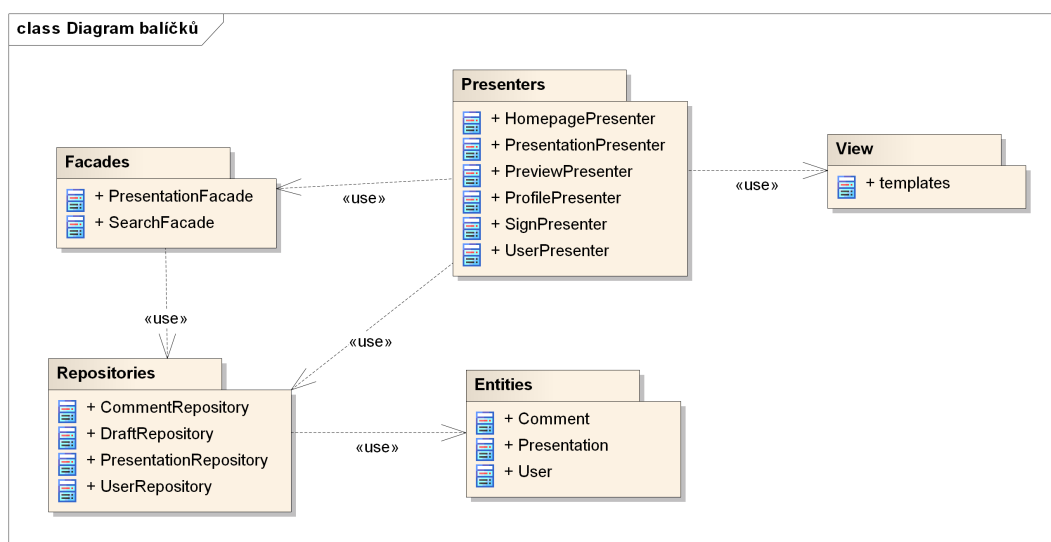 class Diagram balíčků
Presenters
+ HomepagePresenter
+ PresentationPresenter
+ PreviewPresenter
+ ProfilePresenter
+ SignPresenter
+ UserPresenter
View
+ templates
Facades
+ PresentationFacade
+ SearchFacade
«use»
«use»
«use»
«use»
Repositories
+ CommentRepository
+ DraftRepository
+ PresentationRepository
+ UserRepository
Entities
+ Comment
+ Presentation
+ User
«use»